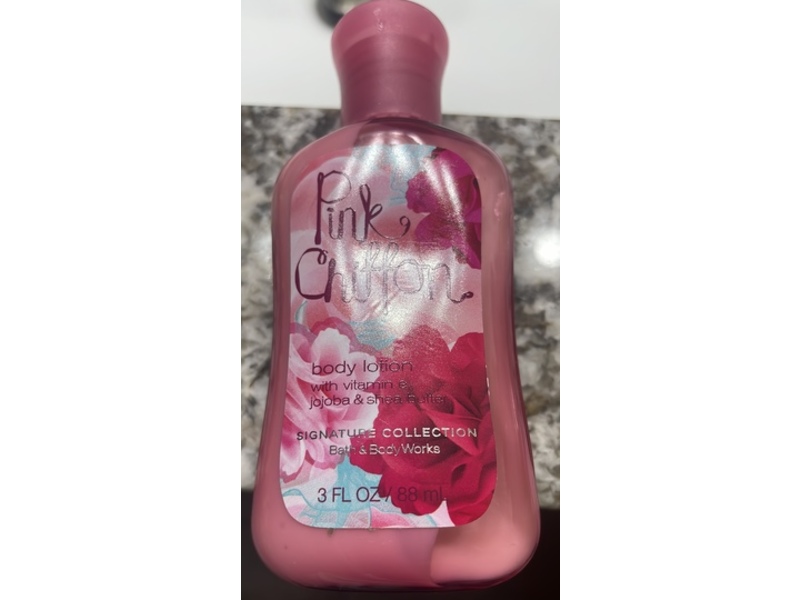 Pink
Chiffon
body lotion
with vitamin e,
jojoba & shea butter
SIGNATURE COLLECTION
Bath & Body Works
3 FL OZ / 88 mL